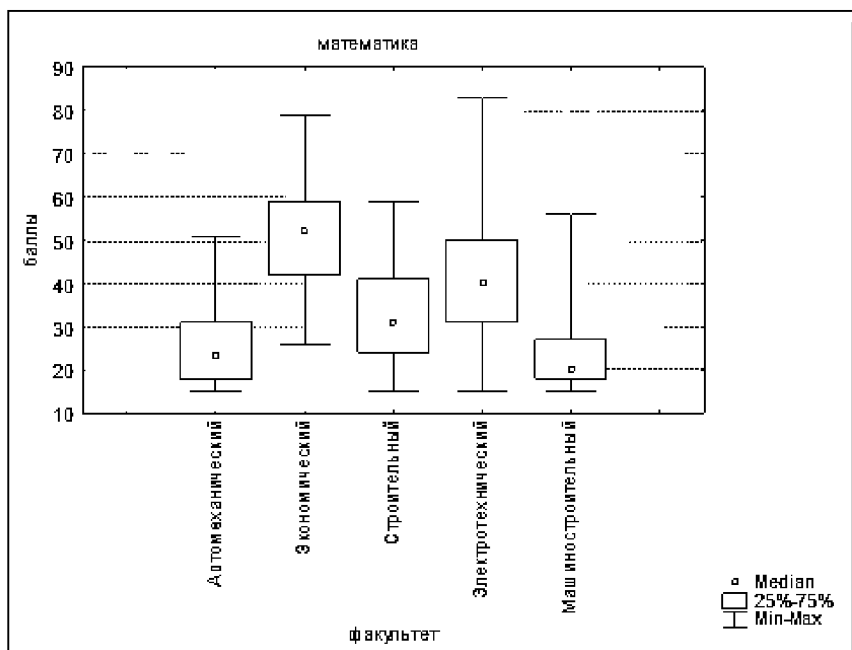 математика
90
80
70
60
50
40
30
20
10
баллы
Автомеханический
Экономический
Строительный
Электротехнический
Машиностроительный
факультет
Median
25%-75%
Min-Max